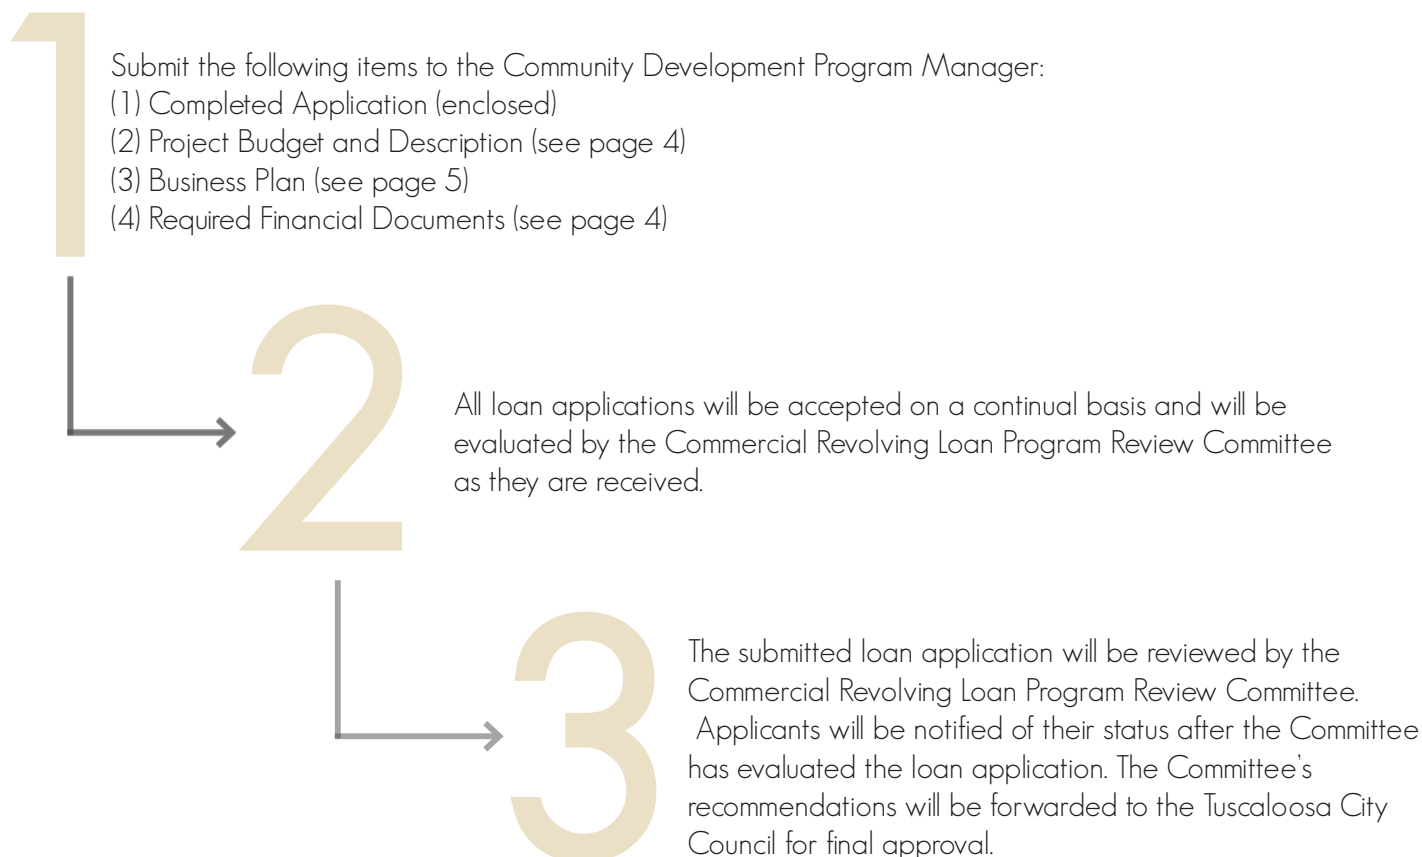 1
Submit the following items to the Community Development Program Manager:
(1) Completed Application (enclosed)
(2) Project Budget and Description (see page 4)
(3) Business Plan (see page 5)
(4) Required Financial Documents (see page 4)
2
All loan applications will be accepted on a continual basis and will be
evaluated by the Commercial Revolving Loan Program Review Committee
as they are received.
3
The submitted loan application will be reviewed by the
Commercial Revolving Loan Program Review Committee.
Applicants will be notified of their status after the Committee
has evaluated the loan application. The Committee's
recommendations will be forwarded to the Tuscaloosa City
Council for final approval.